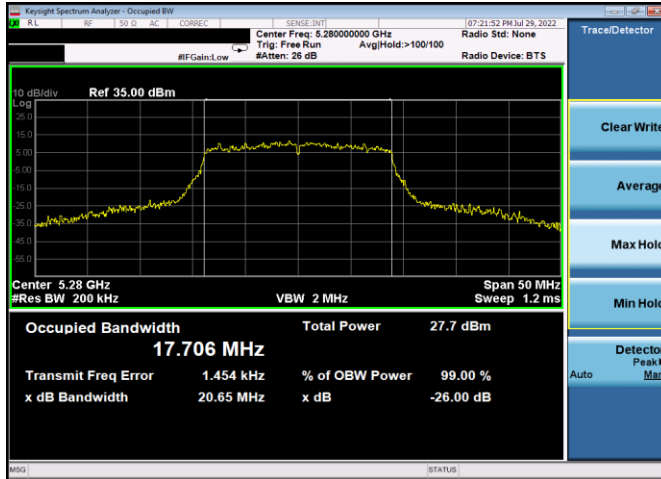 Keysight Spectrum Analyzer - Occupied BW
RL RF 50 Ω AC CORREC SENSE:INT 07:21:52 PM Jul 29, 2022
Center Freq: 5.280000000 GHz Radio Std: None Trace/Detector
Trig: Free Run Avg|Hold:>100/100
#IFGain:Low #Atten: 26 dB Radio Device: BTS
10 dB/div Ref 35.00 dBm
Log
25.0
15.0
5.00
-5.00
-15.0
-25.0
-35.0
-45.0
-55.0
Center 5.28 GHz Span 50 MHz
#Res BW 200 kHz VBW 2 MHz Sweep 1.2 ms
Occupied Bandwidth Total Power 27.7 dBm
17.706 MHz
Transmit Freq Error 1.454 kHz % of OBW Power 99.00 %
x dB Bandwidth 20.65 MHz x dB -26.00 dB
Clear Write
Average
Max Hold
Min Hold
Detector
Peak
Auto Man
MSG STATUS